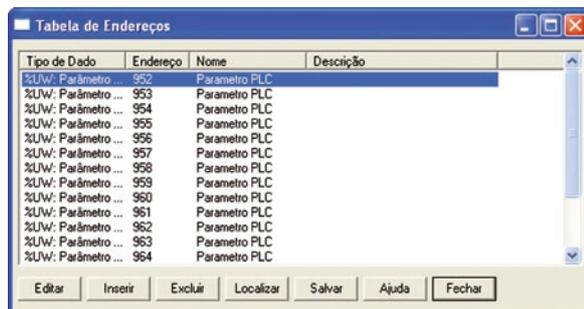 Tabela de Endereços
Tipo de Dado Endereço Nome Descrição
%UW: Parâmetro ... 952 Parametro PLC
%UW: Parâmetro ... 953 Parametro PLC
%UW: Parâmetro ... 954 Parametro PLC
%UW: Parâmetro ... 955 Parametro PLC
%UW: Parâmetro ... 956 Parametro PLC
%UW: Parâmetro ... 957 Parametro PLC
%UW: Parâmetro ... 958 Parametro PLC
%UW: Parâmetro ... 959 Parametro PLC
%UW: Parâmetro ... 960 Parametro PLC
%UW: Parâmetro ... 961 Parametro PLC
%UW: Parâmetro ... 962 Parametro PLC
%UW: Parâmetro ... 963 Parametro PLC
%UW: Parâmetro ... 964 Parametro PLC
Editar Inserir Excluir Localizar Salvar Ajuda Fechar